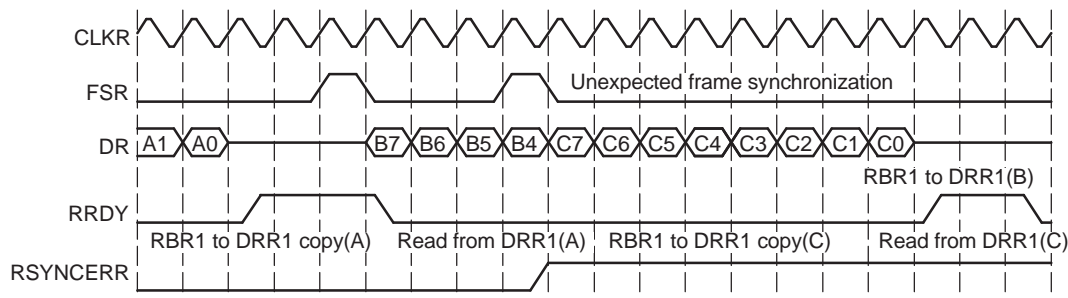 CLKR
FSR
Unexpected frame synchronization
DR A1 A0 B7 B6 B5 B4 C7 C6 C5 C4 C3 C2 C1 C0
RBR1 to DRR1(B)
RRDY
RBR1 to DRR1 copy(A) Read from DRR1(A) RBR1 to DRR1 copy(C) Read from DRR1(C)
RSYNCERR